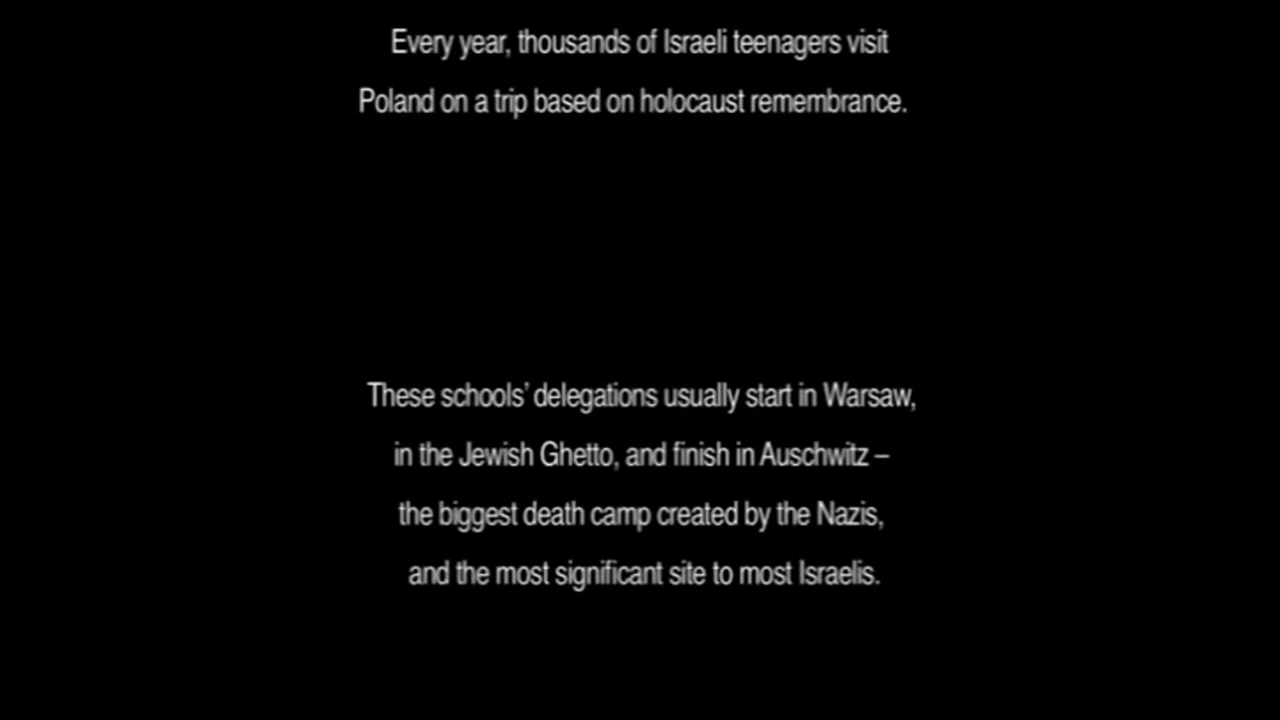 Every year, thousands of Israeli teenagers visit
Poland on a trip based on holocaust remembrance.
These schools’ delegations usually start in Warsaw,
in the Jewish Ghetto, and finish in Auschwitz –
the biggest death camp created by the Nazis,
and the most significant site to most Israelis.